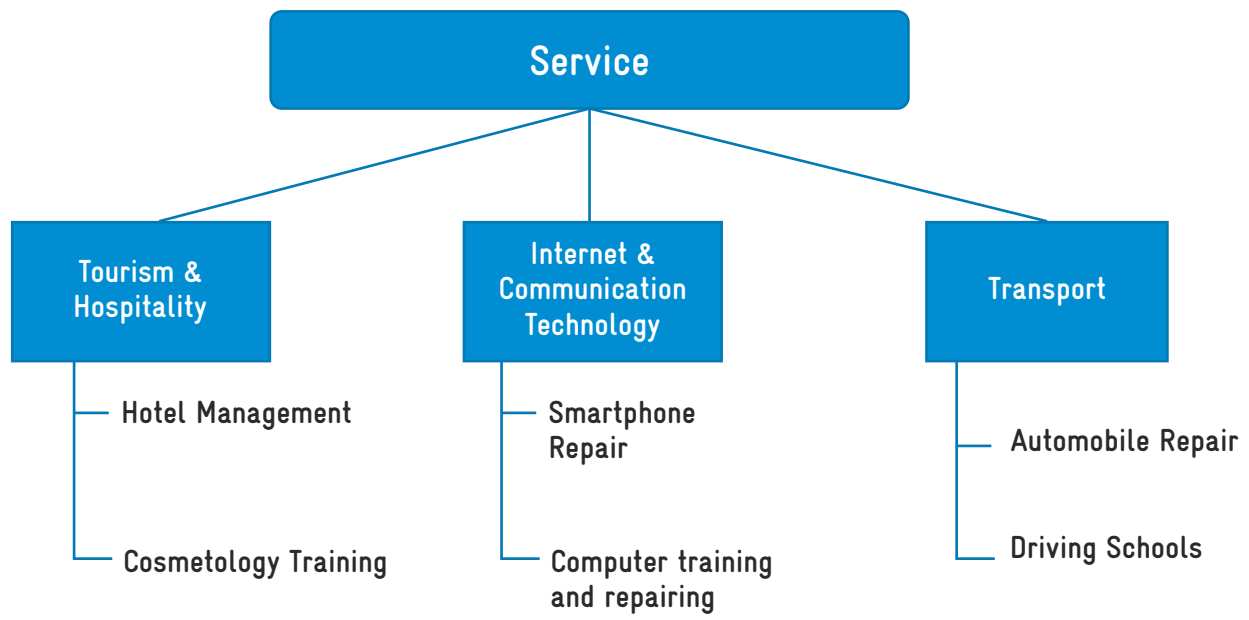 Service
Tourism &
Hospitality
Internet &
Communication
Technology
Transport
Hotel Management
Cosmetology Training
Smartphone
Repair
Computer training
and repairing
Automobile Repair
Driving Schools